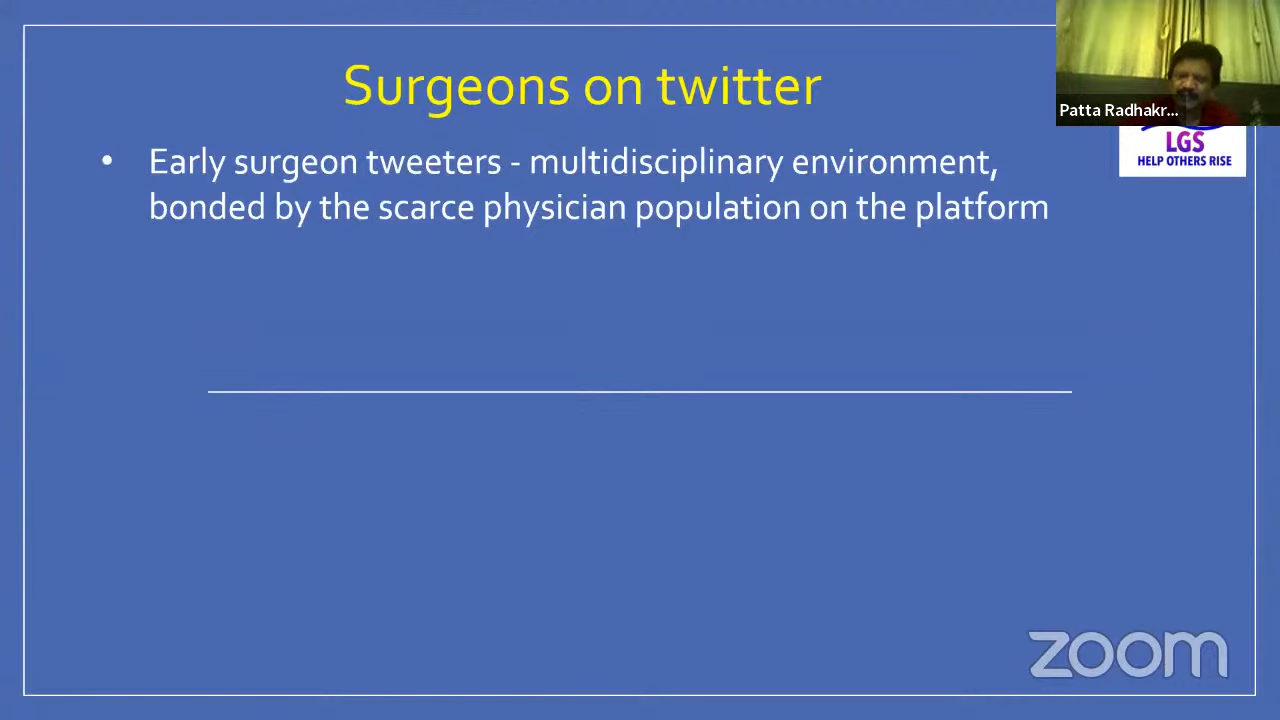 Surgeons on twitter
Patta Radhakr...
• Early surgeon tweeters - multidisciplinary environment,
bonded by the scarce physician population on the platform
LGS
HELP OTHERS RISE
zoom